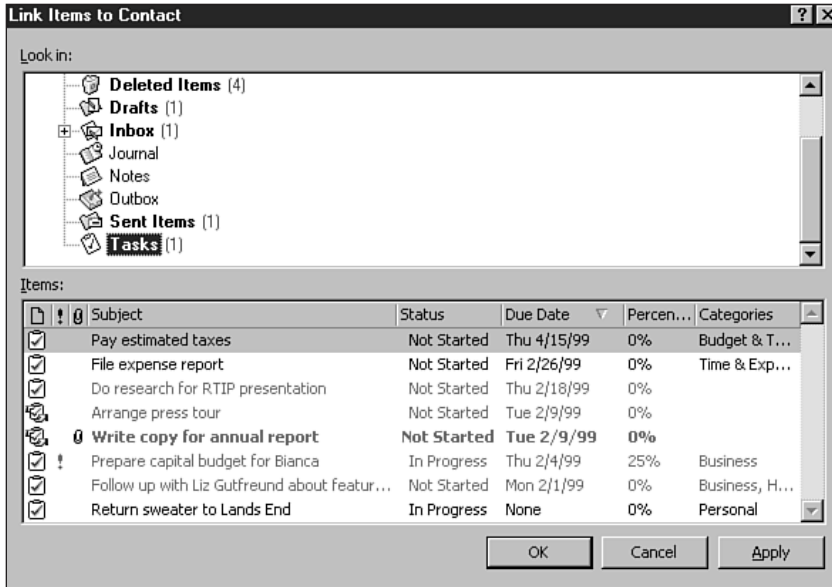 Link Items to Contact
Look in:
Deleted Items (4)
Drafts (1)
Inbox (1)
Journal
Notes
Outbox
Sent Items (1)
Tasks (1)
Items:
! Subject Status Due Date Percen... Categories
Pay estimated taxes Not Started Thu 4/15/99 0% Budget & T...
File expense report Not Started Fri 2/26/99 0% Time & Exp...
Do research for RTIP presentation Not Started Thu 2/18/99 0%
Arrange press tour Not Started Tue 2/9/99 0%
Write copy for annual report Not Started Tue 2/9/99 0%
! Prepare capital budget for Bianca In Progress Thu 2/4/99 25% Business
Follow up with Liz Gutfreund about featur... Not Started Mon 2/1/99 0% Business, H...
Return sweater to Lands End In Progress None 0% Personal
OK Cancel Apply